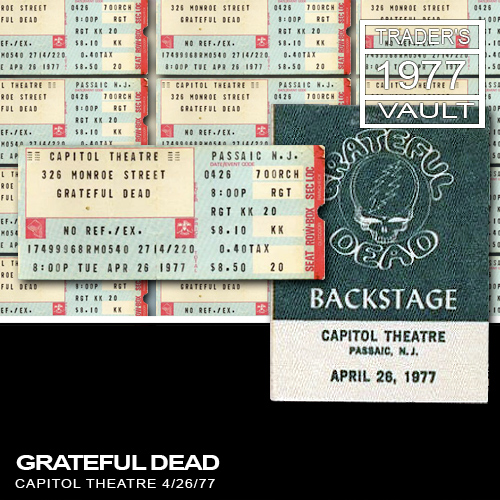 TRADER'S
1977
VAULT
CAPITOL THEATRE
326 MONROE STREET
GRATEFUL DEAD
NO REF./EX.
17499968RM0540 2714/220
8:00P TUE APR 26 1977
PASSAIC N.J.
DATE/EVENT CODE
0426 700RCH
8:00P RGT
RGT KK 20
$8.10 KK
0.40TAX
$8.50 20
SEAT ROW-BOX SEC LOC
GRATEFUL
DEAD
BACKSTAGE
CAPITOL THEATRE
PASSAIC, N.J.
APRIL 26, 1977
GRATEFUL DEAD
CAPITOL THEATRE 4/26/77